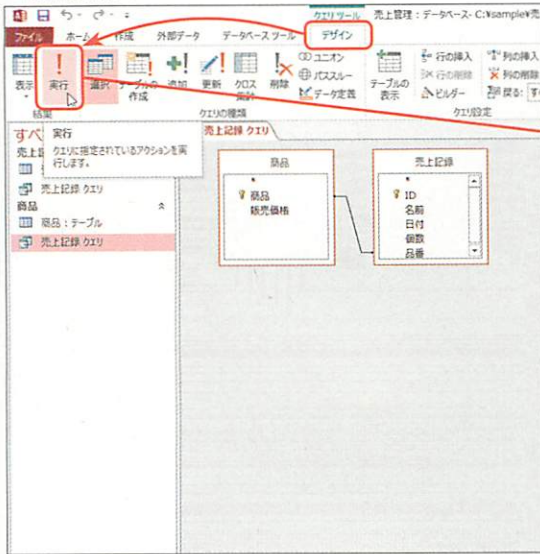 クエリ ツール 売上管理:データベース- C:¥sample¥売
ファイル ホーム 作成 外部データ データベース ツール デザイン
表示 実行 選択 テーブルの作成 追加 更新 クロス集計 削除
ユニオン
パススルー
データ定義
テーブルの表示
行の挿入
行の削除
ビルダー
列の挿入
列の削除
戻る:
結果 クエリの種類 クエリ設定
実行
クエリに指定されているアクションを実行します。
すべ
売上記
売上記録 クエリ
商品
商品 : テーブル
売上記録 クエリ
売上記録 クエリ
商品
*
商品
販売価格
売上記録
*
ID
名前
日付
個数
品番